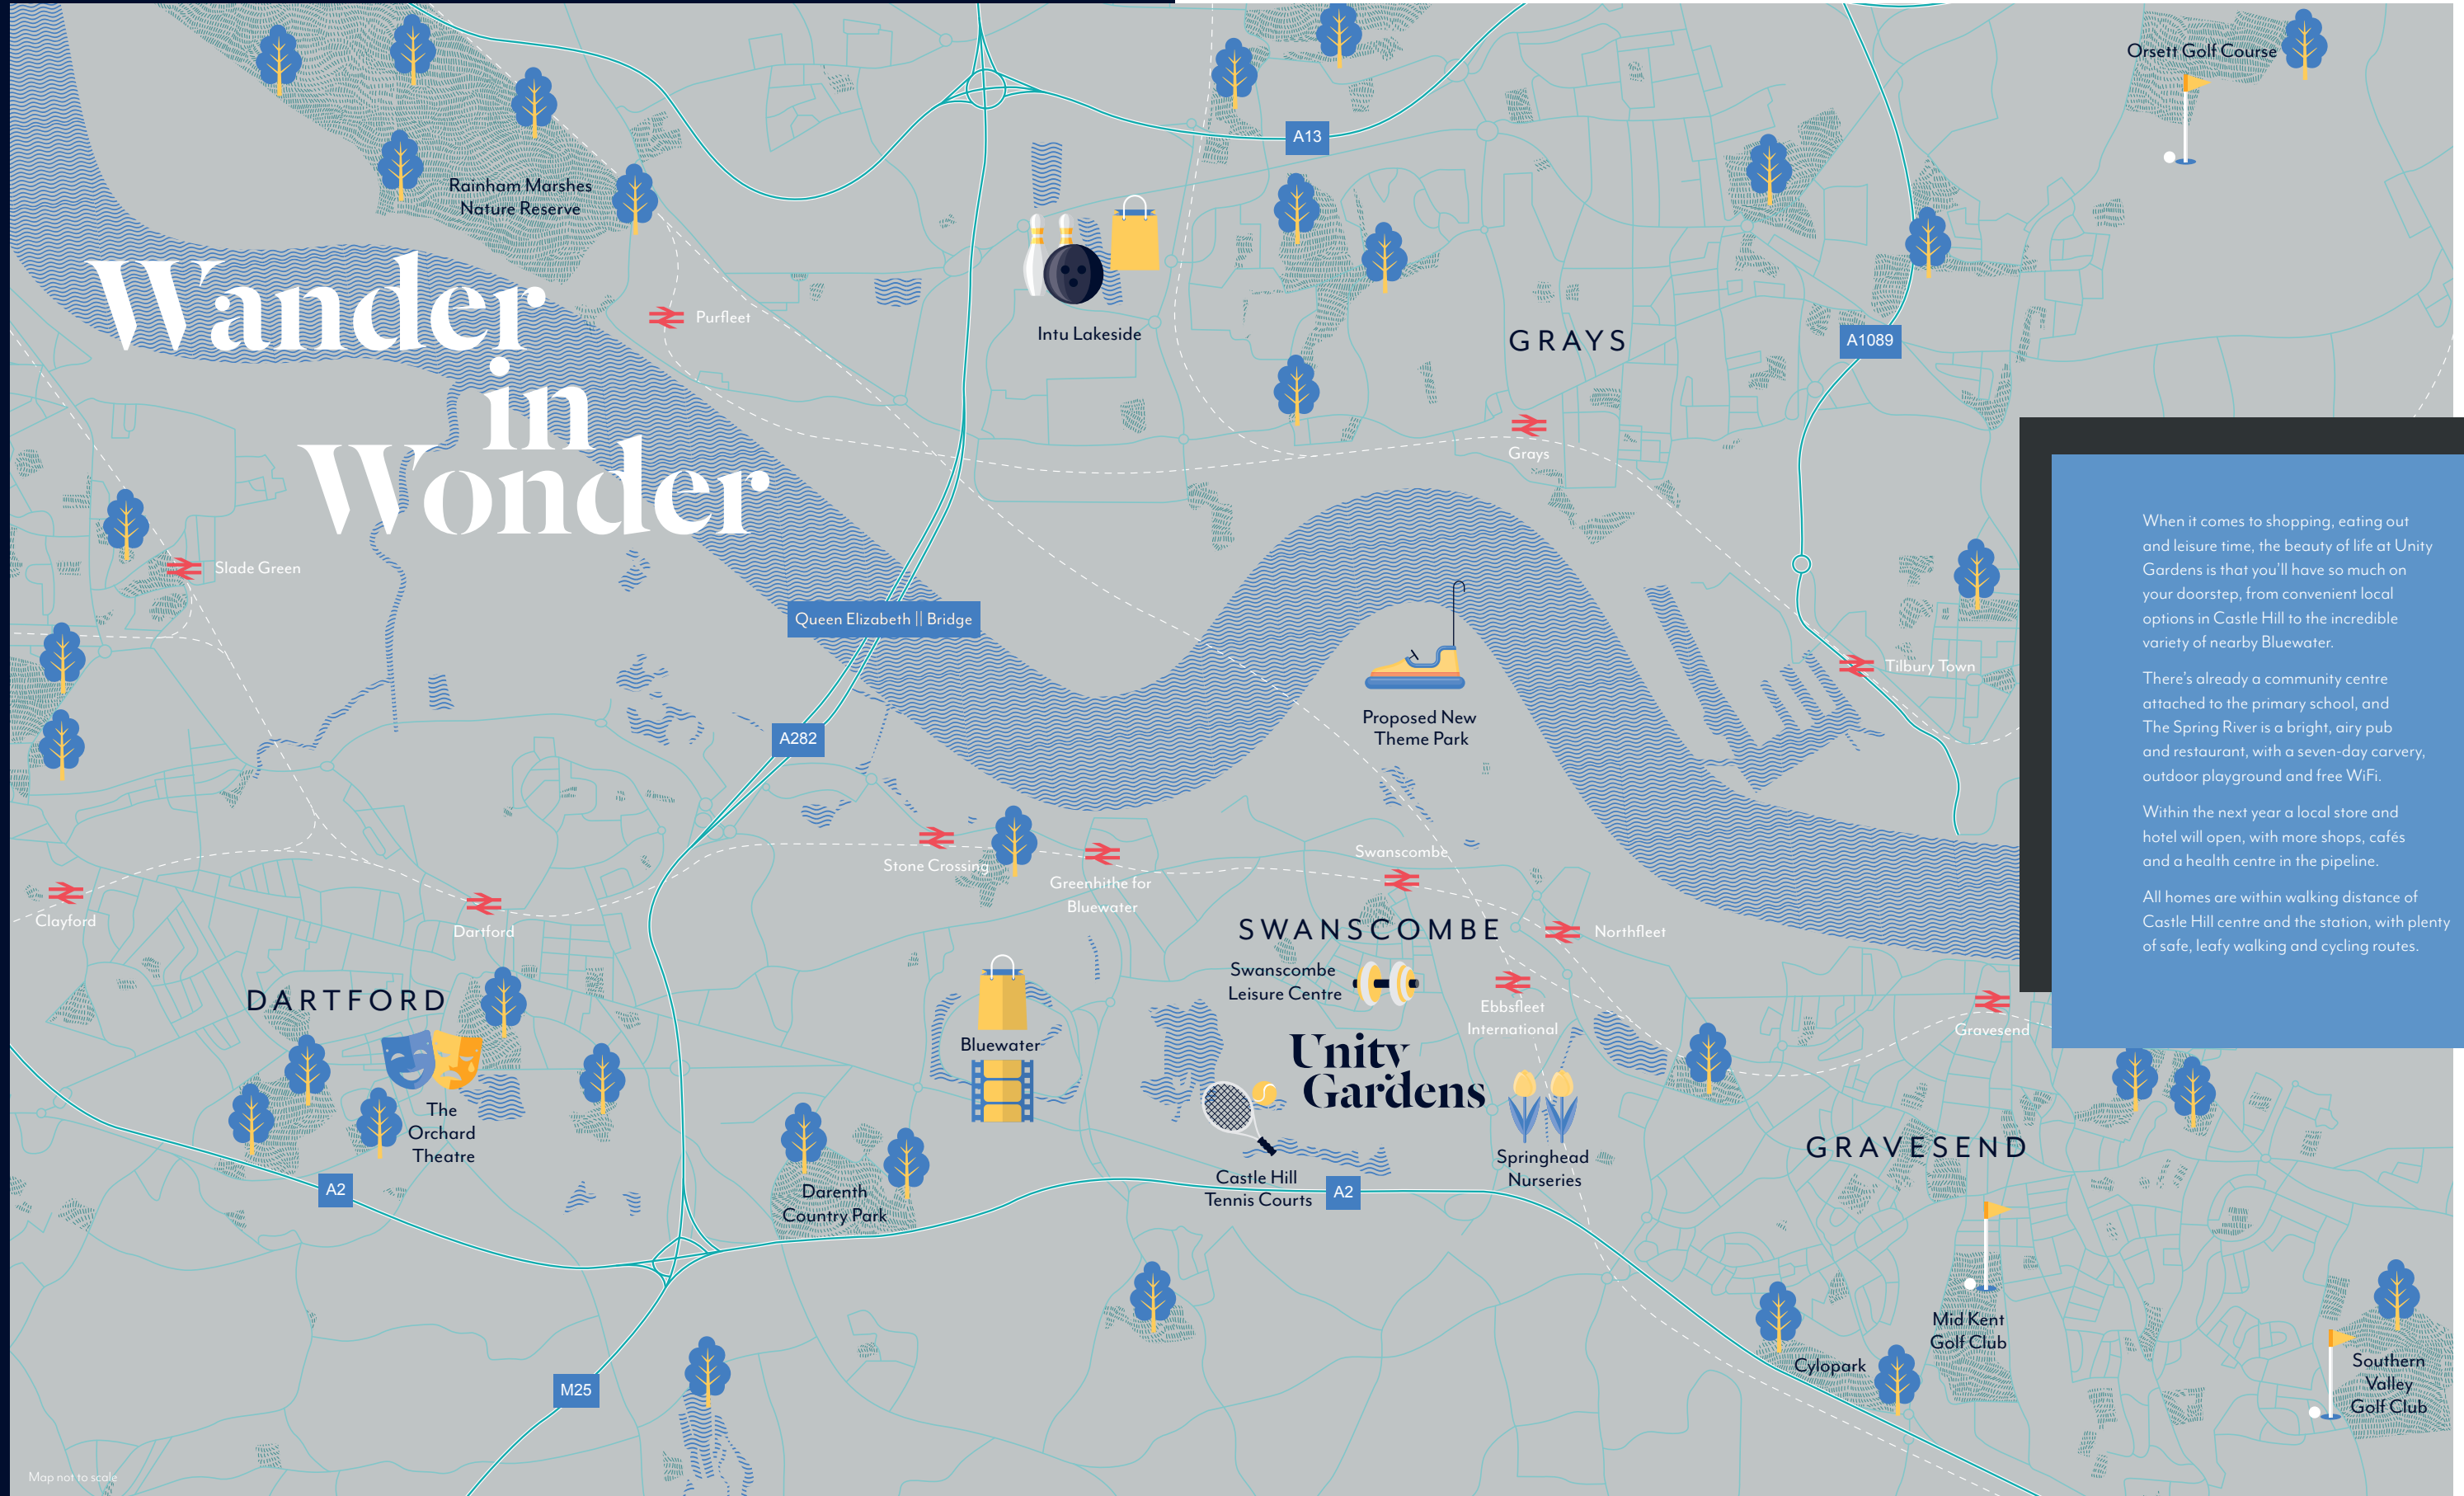 Wander
in
Wonder
Orsett Golf Course
A13
Rainham Marshes
Nature Reserve
Purfleet
Intu Lakeside
GRAYS
A1089
Grays
Slade Green
Queen Elizabeth || Bridge
Tilbury Town
A282
Proposed New
Theme Park
Stone Crossing
Greenhithe for
Bluewater
Swanscombe
Clayford
Dartford
SWANSCOMBE
Northfleet
Swanscombe
Leisure Centre
Ebbsfleet
International
DARTFORD
Bluewater
Gravesend
Unity
Gardens
The
Orchard
Theatre
GRAVESEND
Springhead
Nurseries
Castle Hill
Tennis Courts
A2
A2
Darenth
Country Park
Mid Kent
Golf Club
Cylopark
Southern
Valley
Golf Club
M25
Map not to scale
When it comes to shopping, eating out
and leisure time, the beauty of life at Unity
Gardens is that you'll have so much on
your doorstep, from convenient local
options in Castle Hill to the incredible
variety of nearby Bluewater.
There's already a community centre
attached to the primary school, and
The Spring River is a bright, airy pub
and restaurant, with a seven-day carvery,
outdoor playground and free WiFi.
Within the next year a local store and
hotel will open, with more shops, cafés
and a health centre in the pipeline.
All homes are within walking distance of
Castle Hill centre and the station, with plenty
of safe, leafy walking and cycling routes.